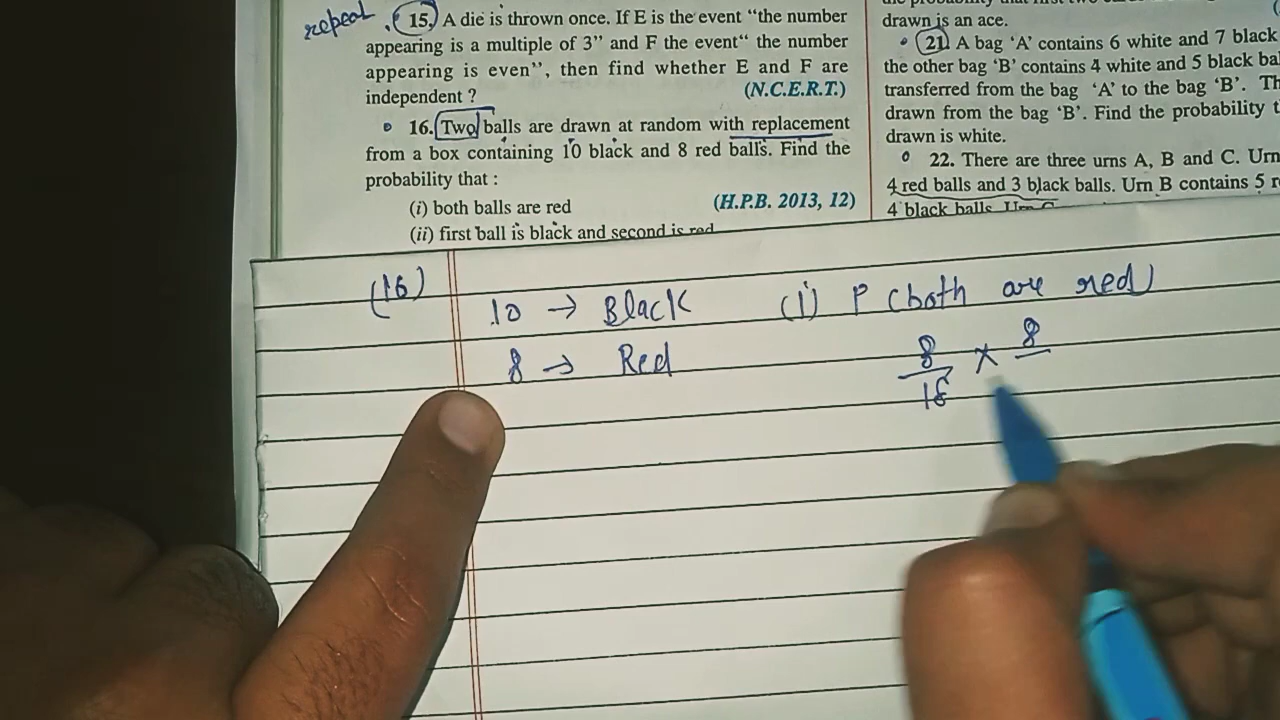 repeat
15. A die is thrown once. If E is the event “the number
appearing is a multiple of 3” and F the event“ the number
appearing is even”, then find whether E and F are
independent ?
(N.C.E.R.T.)
16. Two balls are drawn at random with replacement
from a box containing 10 black and 8 red balls. Find the
probability that :
(i) both balls are red
(H.P.B. 2013, 12)
(ii) first ball is black and second is red
drawn is an ace.
21. A bag ‘A’ contains 6 white and 7 black
the other bag ‘B’ contains 4 white and 5 black
transferred from the bag ‘A’ to the bag ‘B’.
drawn from the bag ‘B’. Find the probability
drawn is white.
22. There are three urns A, B and C. Urn
4 red balls and 3 black balls. Urn B contains 5
4 black balls. Urn C
(16)
10 → Black
8 → Red
(i) P (both are red)
8/18 × 8